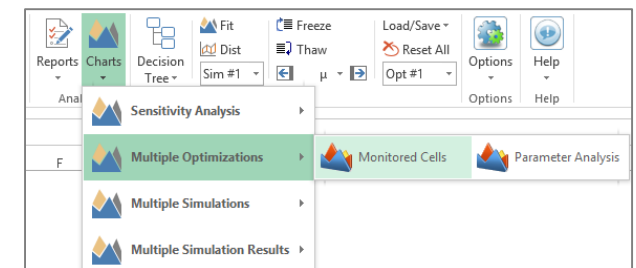 Fit
Freeze
Load/Save
Reports
Charts
Decision
Tree
Dist
Thaw
Reset All
Options
Help
Sim #1
μ
Opt #1
Anal
Options
Help
Sensitivity Analysis
F
Multiple Optimizations
Monitored Cells
Parameter Analysis
Multiple Simulations
Multiple Simulation Results